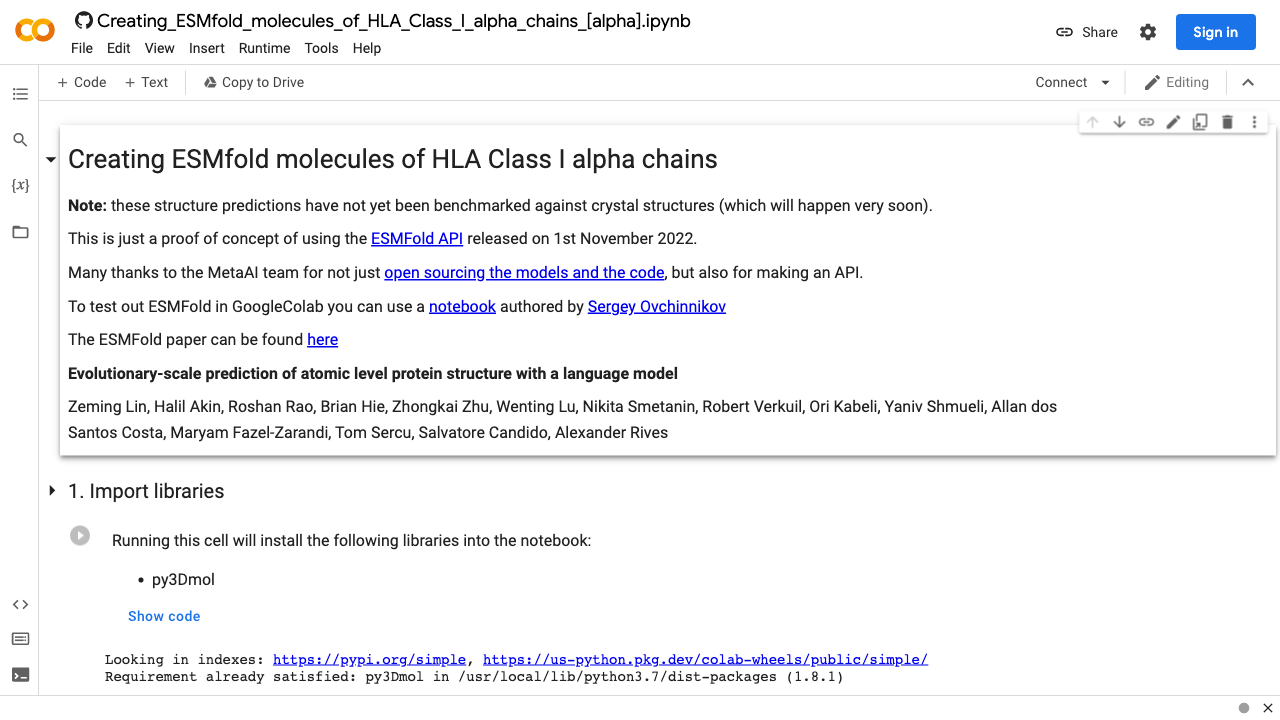 Creating_ESMfold_molecules_of_HLA_Class_I_alpha_chains_[alpha].ipynb
File Edit View Insert Runtime Tools Help
Share
Sign in
+ Code + Text Copy to Drive
Connect
Editing
{x}
Creating ESMfold molecules of HLA Class I alpha chains
Note: these structure predictions have not yet been benchmarked against crystal structures (which will happen very soon).
This is just a proof of concept of using the ESMFold API released on 1st November 2022.
Many thanks to the MetaAI team for not just open sourcing the models and the code, but also for making an API.
To test out ESMFold in GoogleColab you can use a notebook authored by Sergey Ovchinnikov
The ESMFold paper can be found here
Evolutionary-scale prediction of atomic level protein structure with a language model
Zeming Lin, Halil Akin, Roshan Rao, Brian Hie, Zhongkai Zhu, Wenting Lu, Nikita Smetanin, Robert Verkuil, Ori Kabeli, Yaniv Shmueli, Allan dos
Santos Costa, Maryam Fazel-Zarandi, Tom Sercu, Salvatore Candido, Alexander Rives
1. Import libraries
Running this cell will install the following libraries into the notebook:
• py3Dmol
Show code
Looking in indexes: https://pypi.org/simple, https://us-python.pkg.dev/colab-wheels/public/simple/
Requirement already satisfied: py3Dmol in /usr/local/lib/python3.7/dist-packages (1.8.1)